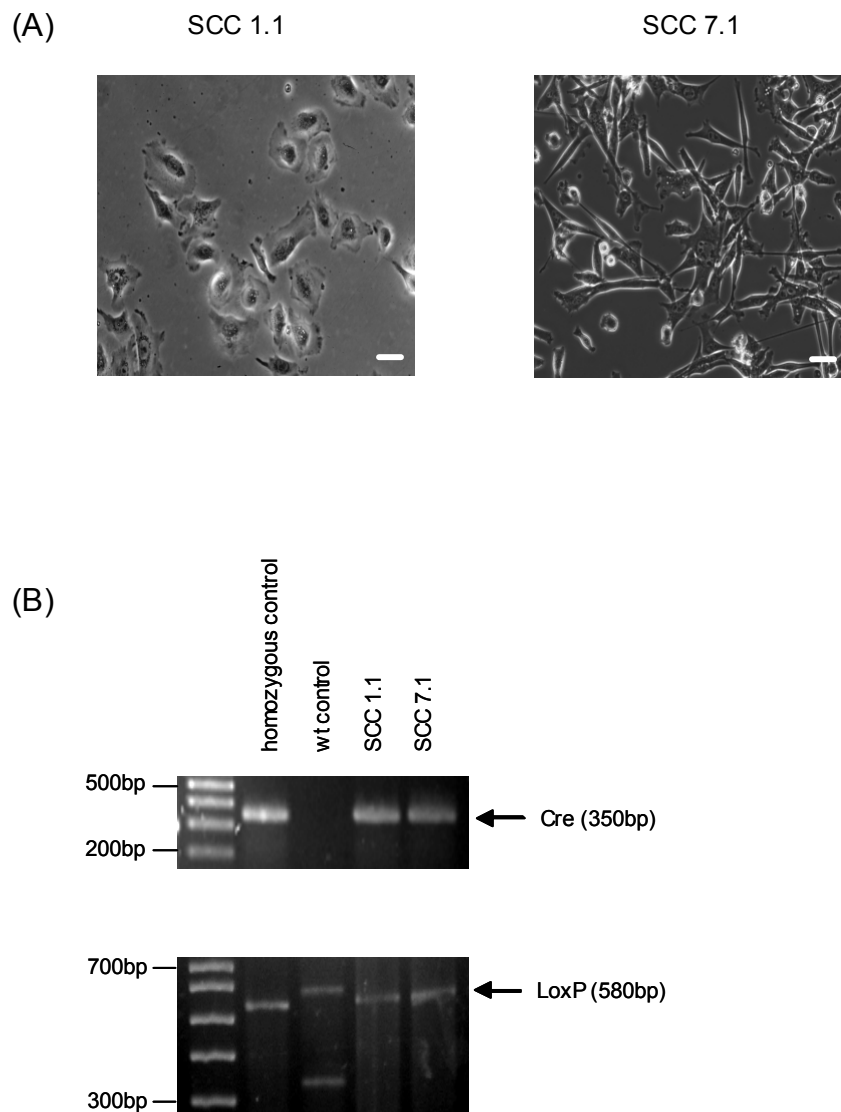 (A)
SCC 1.1
SCC 7.1
(B)
homozygous control
wt control
SCC 1.1
SCC 7.1
500bp
200bp
Cre (350bp)
700bp
300bp
LoxP (580bp)